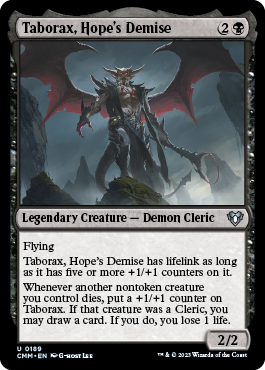 Taborax, Hope's Demise 2
Legendary Creature — Demon Cleric
Flying
Taborax, Hope's Demise has lifelink as long
as it has five or more +1/+1 counters on it.
Whenever another nontoken creature
you control dies, put a +1/+1 counter on
Taborax. If that creature was a Cleric, you
may draw a card. If you do, you lose 1 life.
2/2
U 0189
CMM • EN G-host Lee
™ & © 2023 Wizards of the Coast